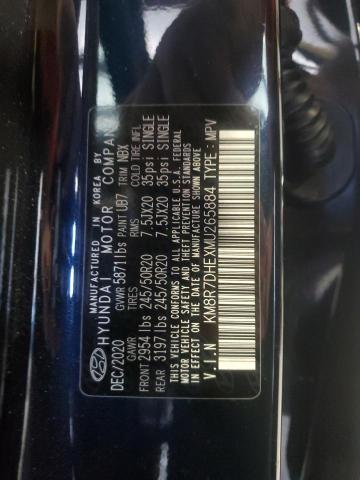 MANUFACTURED IN KOREA BY
HYUNDAI MOTOR COMPANY
DEC/2020 GVWR 5871lbs PAINT UB7 TRIM NBX
GAWR TIRES RIMS COLD TIRE INFL
FRONT 2954 lbs 245/50R20 7.5JX20 35psi SINGLE
REAR 3197 lbs 245/50R20 7.5JX20 35psi SINGLE
THIS VEHICLE CONFORMS TO ALL APPLICABLE U.S.A. FEDERAL
MOTOR VEHICLE SAFETY AND BUMPER STANDARDS
IN EFFECT ON THE DATE OF MANUFACTURE SHOWN ABOVE.
V.I.N KM8R7DHEXMU265884 TYPE : MPV